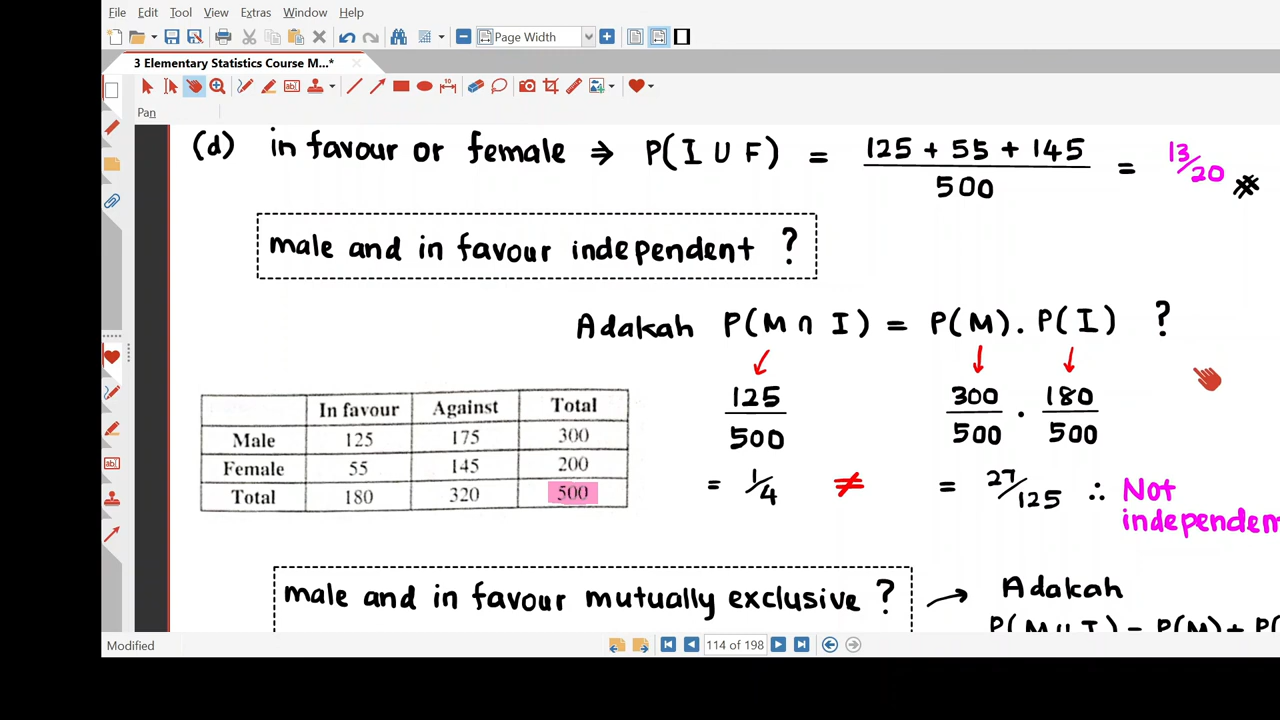 File Edit Tool View Extras Window Help
Page Width
3 Elementary Statistics Course M...*
Pan
(d) in favour or female ⇒ P(I ∪ F) = 125 + 55 + 145 / 500 = 13/20 *
male and in favour independent ?
Adakah P(M ∩ I) = P(M) . P(I) ?
125/500 300/500 . 180/500
= 1/4 ≠ = 27/125 ∴ Not
independen
In favour Against Total
Male 125 175 300
Female 55 145 200
Total 180 320 500
male and in favour mutually exclusive ? → Adakah
Modified 114 of 198